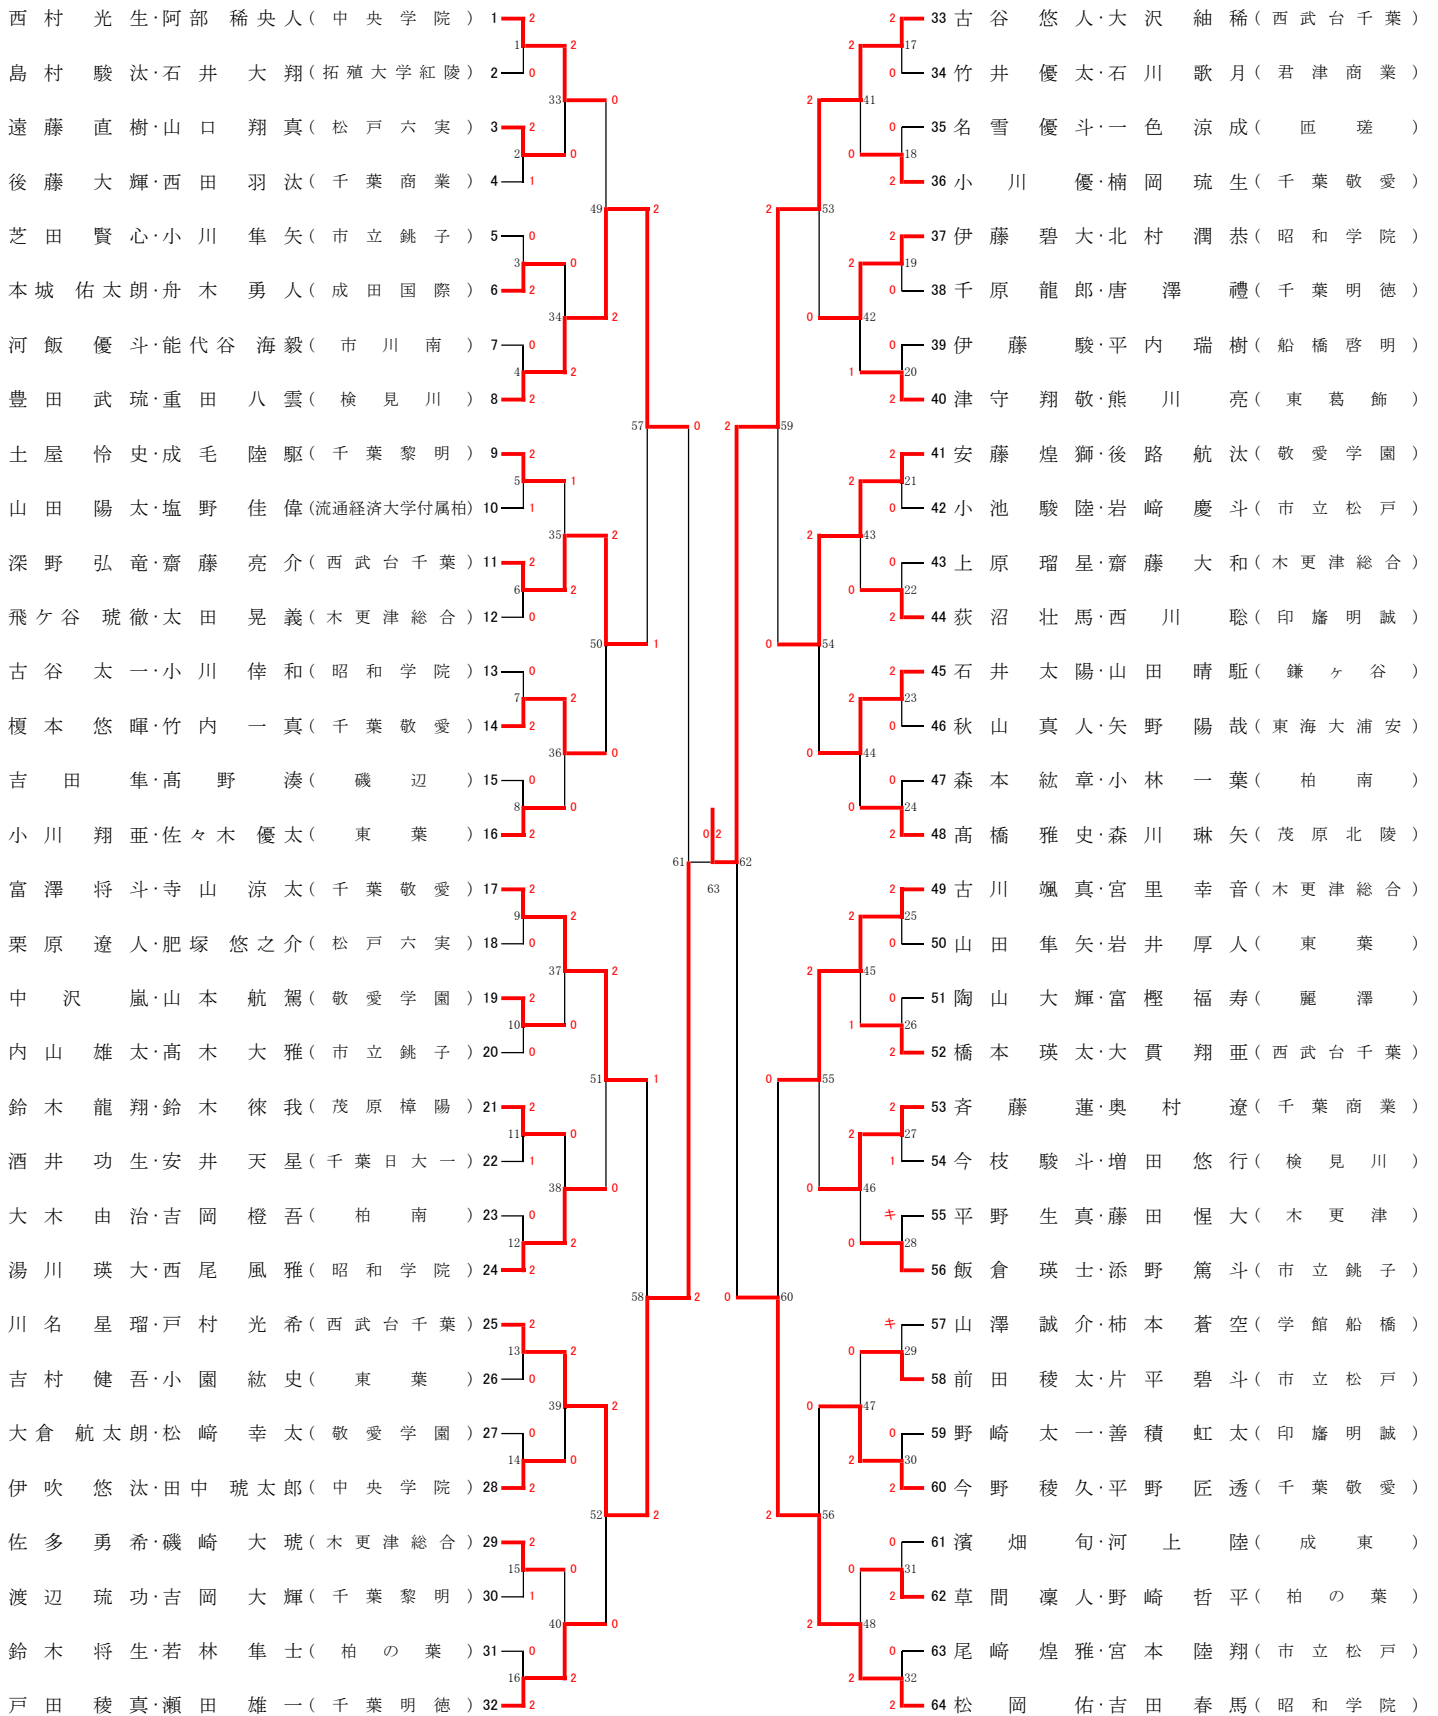 西村 光生・阿部 稀央人(中央学院) 1
島村 駿汰・石井 大翔(拓殖大学紅陵) 2
遠藤 直樹・山口 翔真(松戸六実) 3
後藤 大輝・西田 羽汰(千葉商業) 4
芝田 賢心・小川 隼矢(市立銚子) 5
本城 佑太朗・舟木 勇人(成田国際) 6
河飯 優斗・能代谷 海毅(市川南) 7
豊田 武琉・重田 八雲(検見川) 8
土屋 怜史・成毛 陸駆(千葉黎明) 9
山田 陽太・塩野 佳偉(流通経済大学付属柏) 10
深野 弘竜・齋藤 亮介(西武台千葉) 11
飛ケ谷 琥徹・太田 晃義(木更津総合) 12
古谷 太一・小川 倖和(昭和学院) 13
榎本 悠暉・竹内 一真(千葉敬愛) 14
吉田 隼・髙野 湊(磯辺) 15
小川 翔亜・佐々木 優太(東葉) 16
富澤 将斗・寺山 涼太(千葉敬愛) 17
栗原 遼人・肥塚 悠之介(松戸六実) 18
中沢 嵐・山本 航駕(敬愛学園) 19
内山 雄太・髙木 大雅(市立銚子) 20
鈴木 龍翔・鈴木 徠我(茂原樟陽) 21
酒井 功生・安井 天星(千葉日大一) 22
大木 由治・吉岡 橙吾(柏南) 23
湯川 瑛大・西尾 風雅(昭和学院) 24
川名 星瑠・戸村 光希(西武台千葉) 25
吉村 健吾・小園 紘史(東葉) 26
大倉 航太朗・松﨑 幸太(敬愛学園) 27
伊吹 悠汰・田中 琥太郎(中央学院) 28
佐多 勇希・磯崎 大琥(木更津総合) 29
渡辺 琉功・吉岡 大輝(千葉黎明) 30
鈴木 将生・若林 隼士(柏の葉) 31
戸田 稜真・瀬田 雄一(千葉明徳) 32
33 古谷 悠人・大沢 紬稀(西武台千葉)
34 竹井 優太・石川 歌月(君津商業)
35 名雪 優斗・一色 涼成(匝瑳)
36 小川 優・楠岡 琉生(千葉敬愛)
37 伊藤 碧大・北村 潤恭(昭和学院)
38 千原 龍郎・唐澤 禮(千葉明徳)
39 伊藤 駿・平内 瑞樹(船橋啓明)
40 津守 翔敬・熊川 亮(東葛飾)
41 安藤 煌獅・後路 航汰(敬愛学園)
42 小池 駿陸・岩﨑 慶斗(市立松戸)
43 上原 瑠星・齋藤 大和(木更津総合)
44 荻沼 壮馬・西川 聡(印旛明誠)
45 石井 太陽・山田 晴駈(鎌ヶ谷)
46 秋山 真人・矢野 陽哉(東海大浦安)
47 森本 紘章・小林 一葉(柏南)
48 髙橋 雅史・森川 琳矢(茂原北陵)
49 古川 颯真・宮里 幸音(木更津総合)
50 山田 隼矢・岩井 厚人(東葉)
51 陶山 大輝・富樫 福寿(麗澤)
52 橋本 瑛太・大貫 翔亜(西武台千葉)
53 斉藤 蓮・奥村 遼(千葉商業)
54 今枝 駿斗・増田 悠行(検見川)
55 平野 生真・藤田 惺大(木更津)
56 飯倉 瑛士・添野 篤斗(市立銚子)
57 山澤 誠介・柿本 蒼空(学館船橋)
58 前田 稜太・片平 碧斗(市立松戸)
59 野崎 太一・善積 虹太(印旛明誠)
60 今野 稜久・平野 匠透(千葉敬愛)
61 濱畑 旬・河上 陸(成東)
62 草間 凜人・野崎 哲平(柏の葉)
63 尾﨑 煌雅・宮本 陸翔(市立松戸)
64 松岡 佑・吉田 春馬(昭和学院)